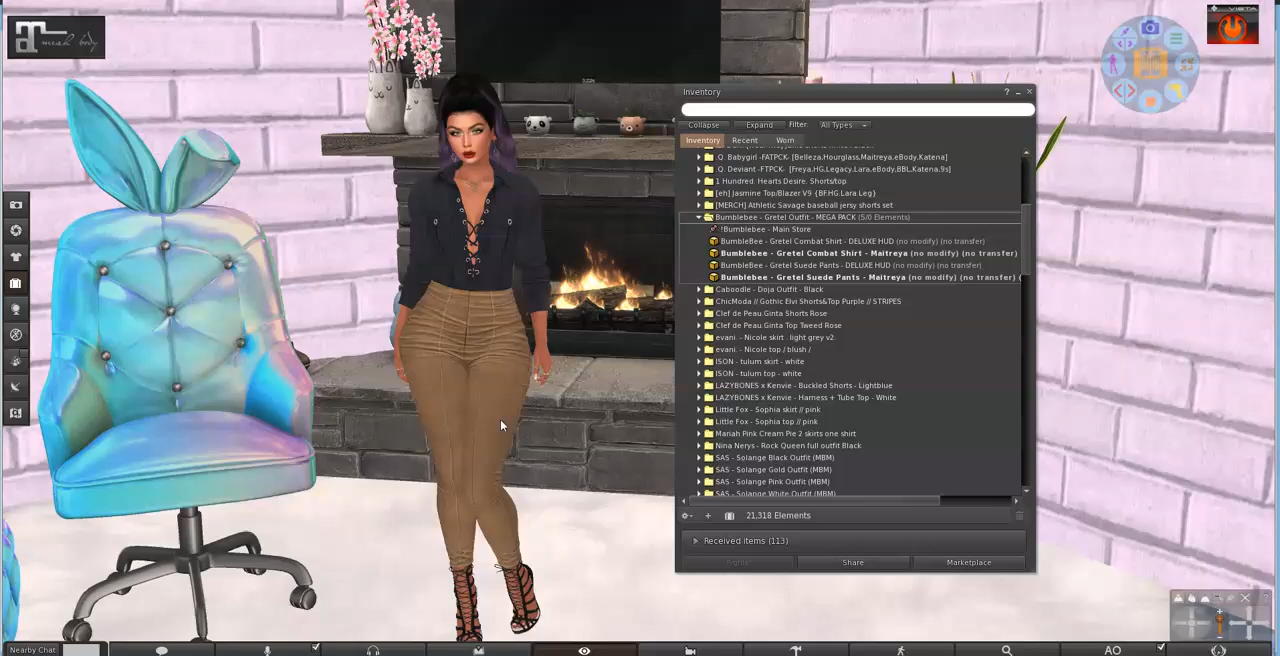 mesh body
VISTA
Inventory
? _ ×
Collapse Expand Filter: All Types
Inventory Recent Worn
.Q. Babygirl -FATPCK- [Belleza,Hourglass,Maitreya,eBody,Katena]
.Q. Deviant -FTPCK- [Freya,HG,Legacy,Lara,eBody,BBL,Katena,9s]
1 Hundred. Hearts Desire. Shorts/top
[eh] Jasmine Top/Blazer V9 {BF.HG.Lara Leg}
[MERCH] Athletic Savage baseball jersy shorts set
Bumblebee - Gretel Outfit - MEGA PACK (5/0 Elements)
!Bumblebee - Main Store
BumbleBee - Gretel Combat Shirt - DELUXE HUD (no modify) (no transfer)
Bumblebee - Gretel Combat Shirt - Maitreya (no modify) (no transfer)
BumbleBee - Gretel Suede Pants - DELUXE HUD (no modify) (no transfer)
Bumblebee - Gretel Suede Pants - Maitreya (no modify) (no transfer) (
Caboodle - Doja Outfit - Black
ChicModa // Gothic Elvi Shorts&Top Purple // STRIPES
Clef de Peau.Ginta Shorts Rose
Clef de Peau.Ginta Top Tweed Rose
evani. - Nicole skirt . light grey v2.
evani. - Nicole top / blush /
ISON - tulum skirt - white
ISON - tulum top - white
LAZYBONES x Kenvie - Buckled Shorts - Lightblue
LAZYBONES x Kenvie - Harness + Tube Top - White
Little Fox - Sophia skirt // pink
Little Fox - Sophia top // pink
Mariah Pink Cream Pie 2 skirts one shirt
Nina Nerys - Rock Queen full outfit Black
SAS - Solange Black Outfit (MBM)
SAS - Solange Gold Outfit (MBM)
SAS - Solange Pink Outfit (MBM)
SAS - Solange White Outfit (MBM)
21,318 Elements
Received items (113)
Share Marketplace
Nearby Chat
AO